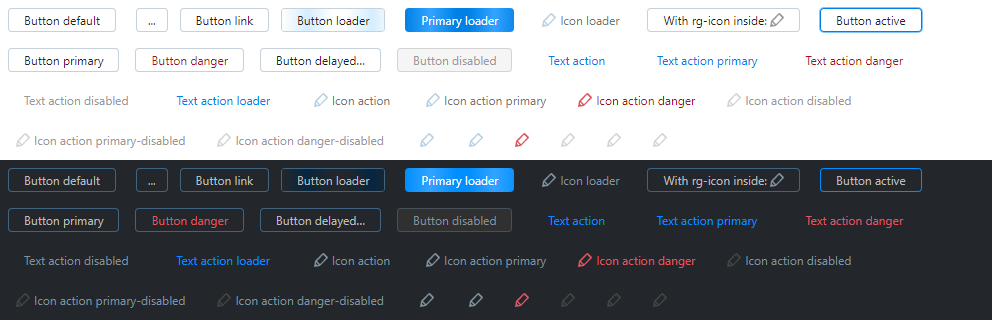 Button default ... Button link Button loader Primary loader Icon loader With rg-icon inside: Button active
Button primary Button danger Button delayed... Button disabled Text action Text action primary Text action danger
Text action disabled Text action loader Icon action Icon action primary Icon action danger Icon action disabled
Icon action primary-disabled Icon action danger-disabled
Button default ... Button link Button loader Primary loader Icon loader With rg-icon inside: Button active
Button primary Button danger Button delayed... Button disabled Text action Text action primary Text action danger
Text action disabled Text action loader Icon action Icon action primary Icon action danger Icon action disabled
Icon action primary-disabled Icon action danger-disabled